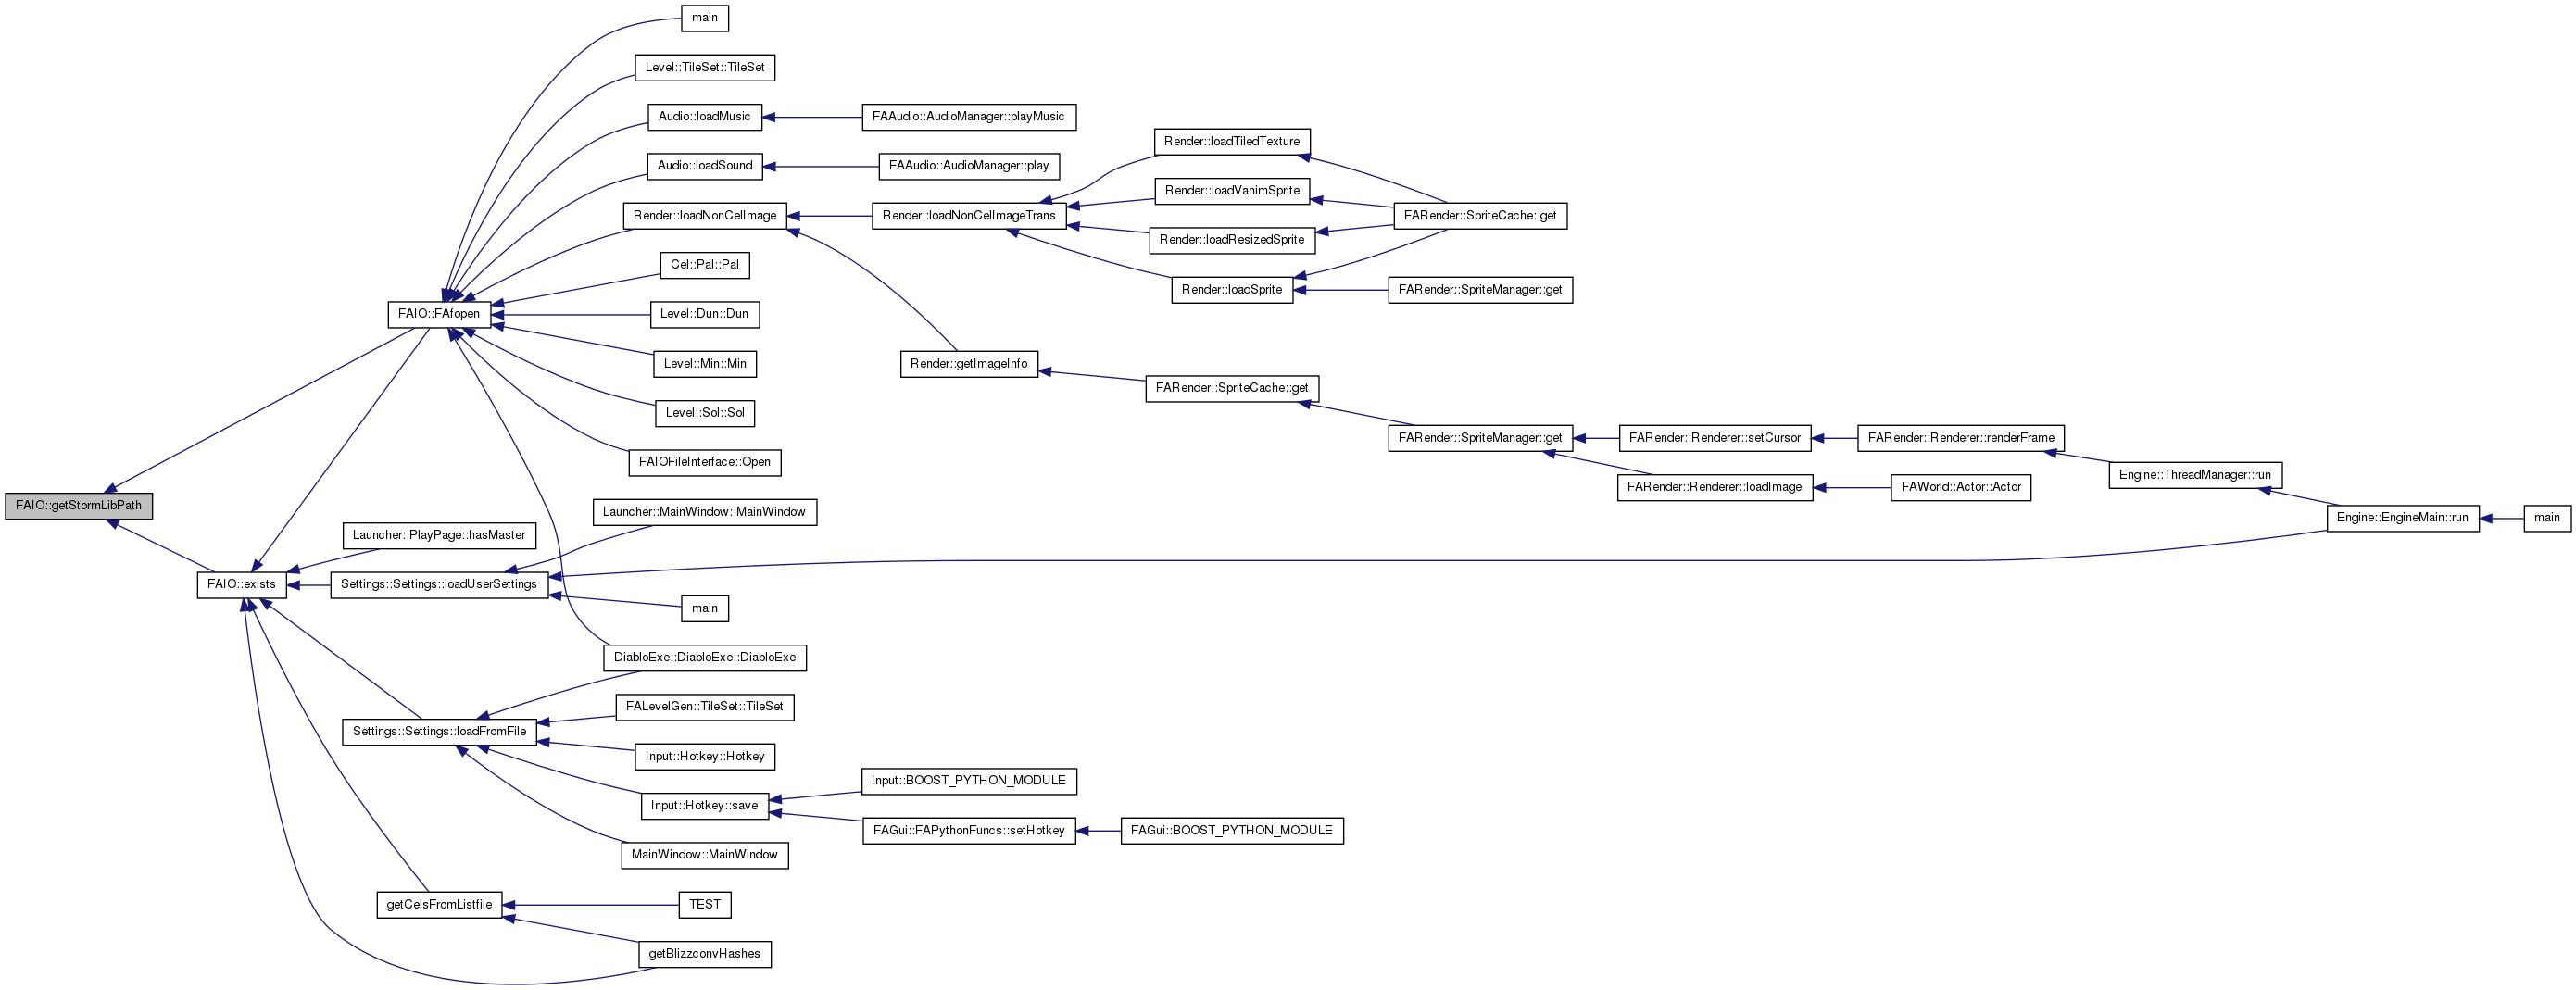 main
Level::TileSet::TileSet
Audio::loadMusic
FAAudio::AudioManager::playMusic
Render::loadTiledTexture
Audio::loadSound
FAAudio::AudioManager::play
Render::loadVanimSprite
Render::loadNonCelImage
Render::loadNonCelImageTrans
FARender::SpriteCache::get
Render::loadResizedSprite
Cel::Pal::Pal
Render::loadSprite
FARender::SpriteManager::get
FAIO::FAfopen
Level::Dun::Dun
Level::Min::Min
Render::getImageInfo
FARender::SpriteCache::get
Level::Sol::Sol
FARender::SpriteManager::get
FARender::Renderer::setCursor
FARender::Renderer::renderFrame
FAIOFileInterface::Open
Engine::ThreadManager::run
FARender::Renderer::loadImage
FAWorld::Actor::Actor
FAIO::getStormLibPath
Launcher::MainWindow::MainWindow
Engine::EngineMain::run
main
Launcher::PlayPage::hasMaster
FAIO::exists
Settings::Settings::loadUserSettings
main
DiabloExe::DiabloExe::DiabloExe
FALevelGen::TileSet::TileSet
Settings::Settings::loadFromFile
Input::Hotkey::Hotkey
Input::BOOST_PYTHON_MODULE
Input::Hotkey::save
FAGui::FAPythonFuncs::setHotkey
FAGui::BOOST_PYTHON_MODULE
MainWindow::MainWindow
getCelsFromListfile
TEST
getBlizzconvHashes